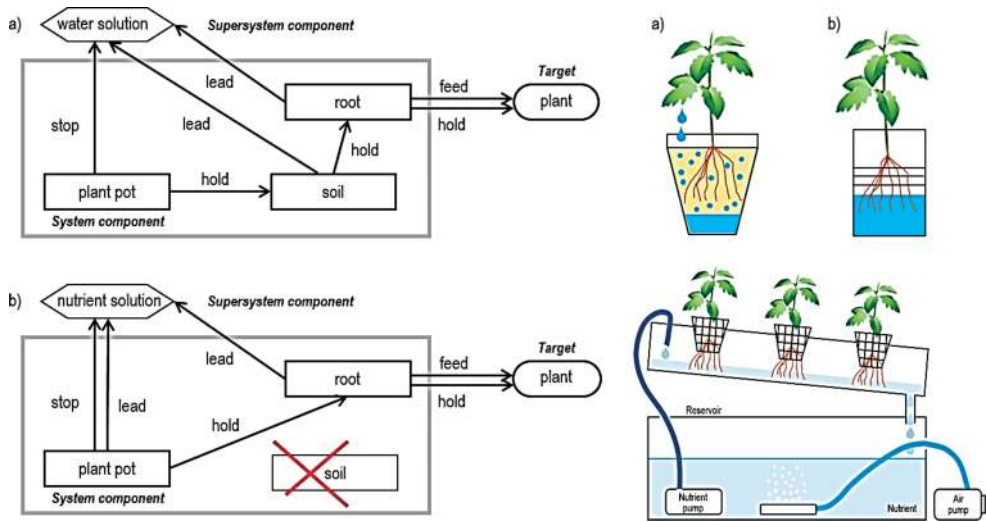 a)
water solution
Supersystem component
lead
stop
lead
root
feed
hold
Target
plant
hold
plant pot
hold
soil
System component
b)
nutrient solution
Supersystem component
lead
stop
lead
hold
root
feed
hold
Target
plant
plant pot
soil
System component
a)
b)
Reservoir
Nutrient
pump
Nutrient
Air
pump